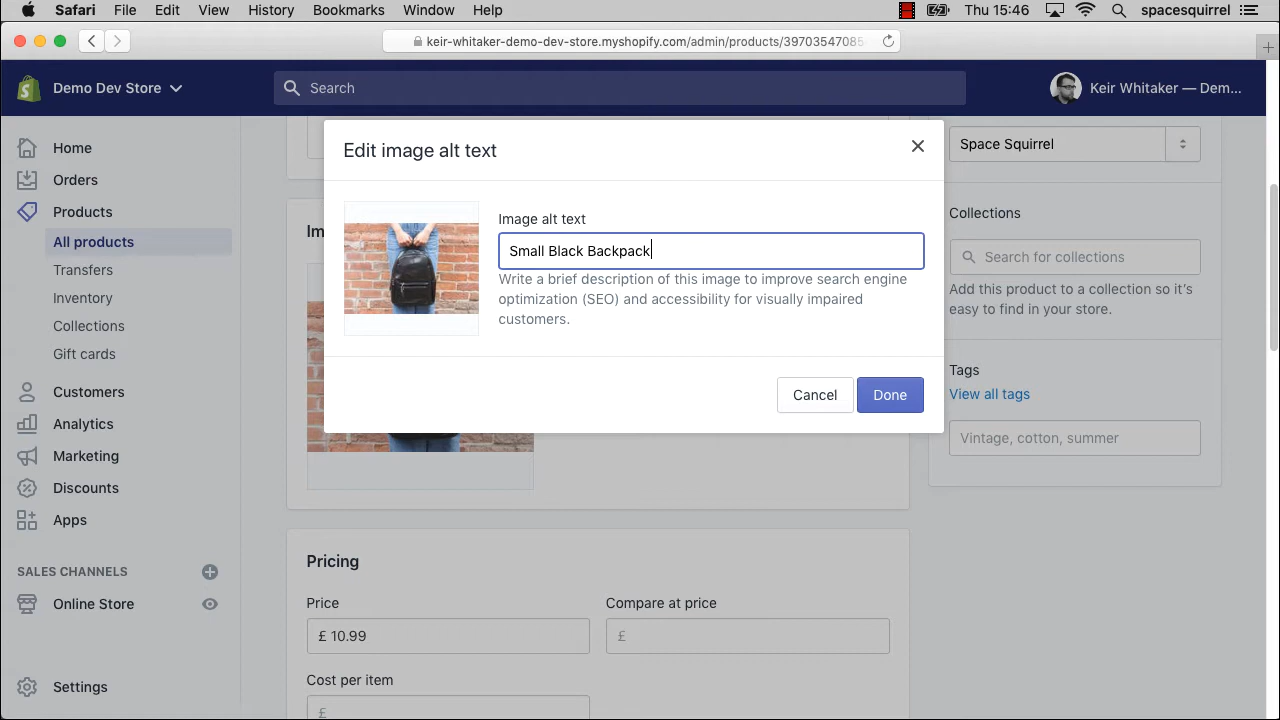 Safari File Edit View History Bookmarks Window Help Thu 15:46 spacesquirrel
keir-whitaker-demo-dev-store.myshopify.com/admin/products/39703547085
Demo Dev Store Search Keir Whitaker — Dem...
Home
Orders
Products
All products
Transfers
Inventory
Collections
Gift cards
Customers
Analytics
Marketing
Discounts
Apps
SALES CHANNELS
Online Store
Settings
Im
Edit image alt text
Image alt text
Small Black Backpack
Write a brief description of this image to improve search engine
optimization (SEO) and accessibility for visually impaired
customers.
Cancel Done
Pricing
Price Compare at price
£ 10.99 £
Cost per item
£
Space Squirrel
Collections
Search for collections
Add this product to a collection so it's
easy to find in your store.
Tags
View all tags
Vintage, cotton, summer